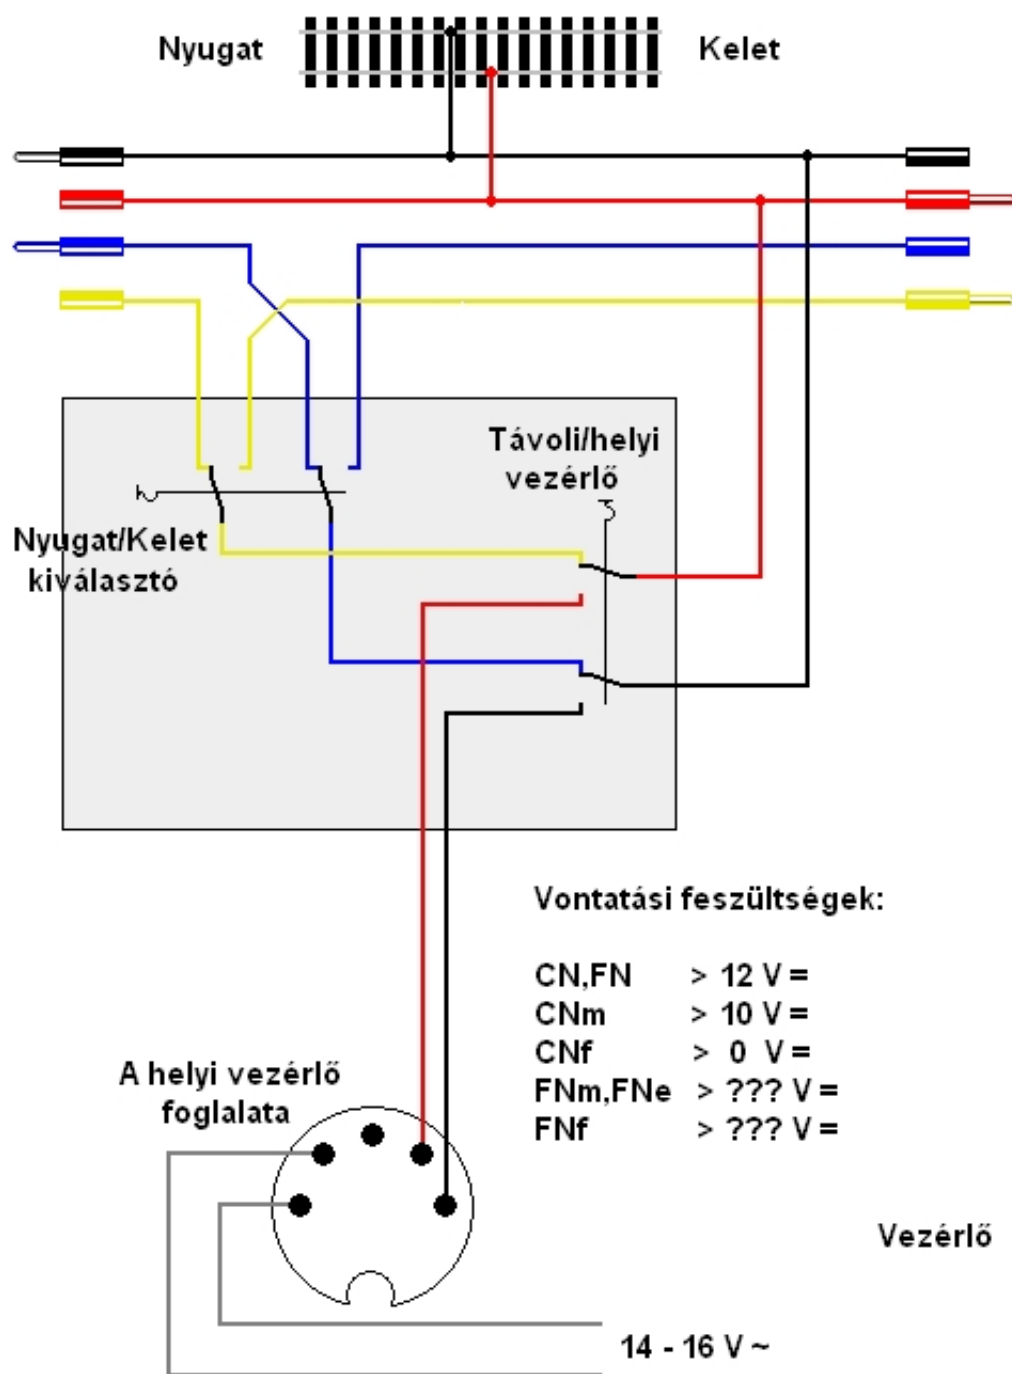 Nyugat
Kelet
Távoli/helyi
vezérlő
Nyugat/Kelet
kiválasztó
Vontatási feszültségek:
CN,FN > 12 V =
CNm > 10 V =
CNf > 0 V =
FNm,FNe > ??? V =
FNf > ??? V =
A helyi vezérlő
foglalata
Vezérlő
14 - 16 V ~